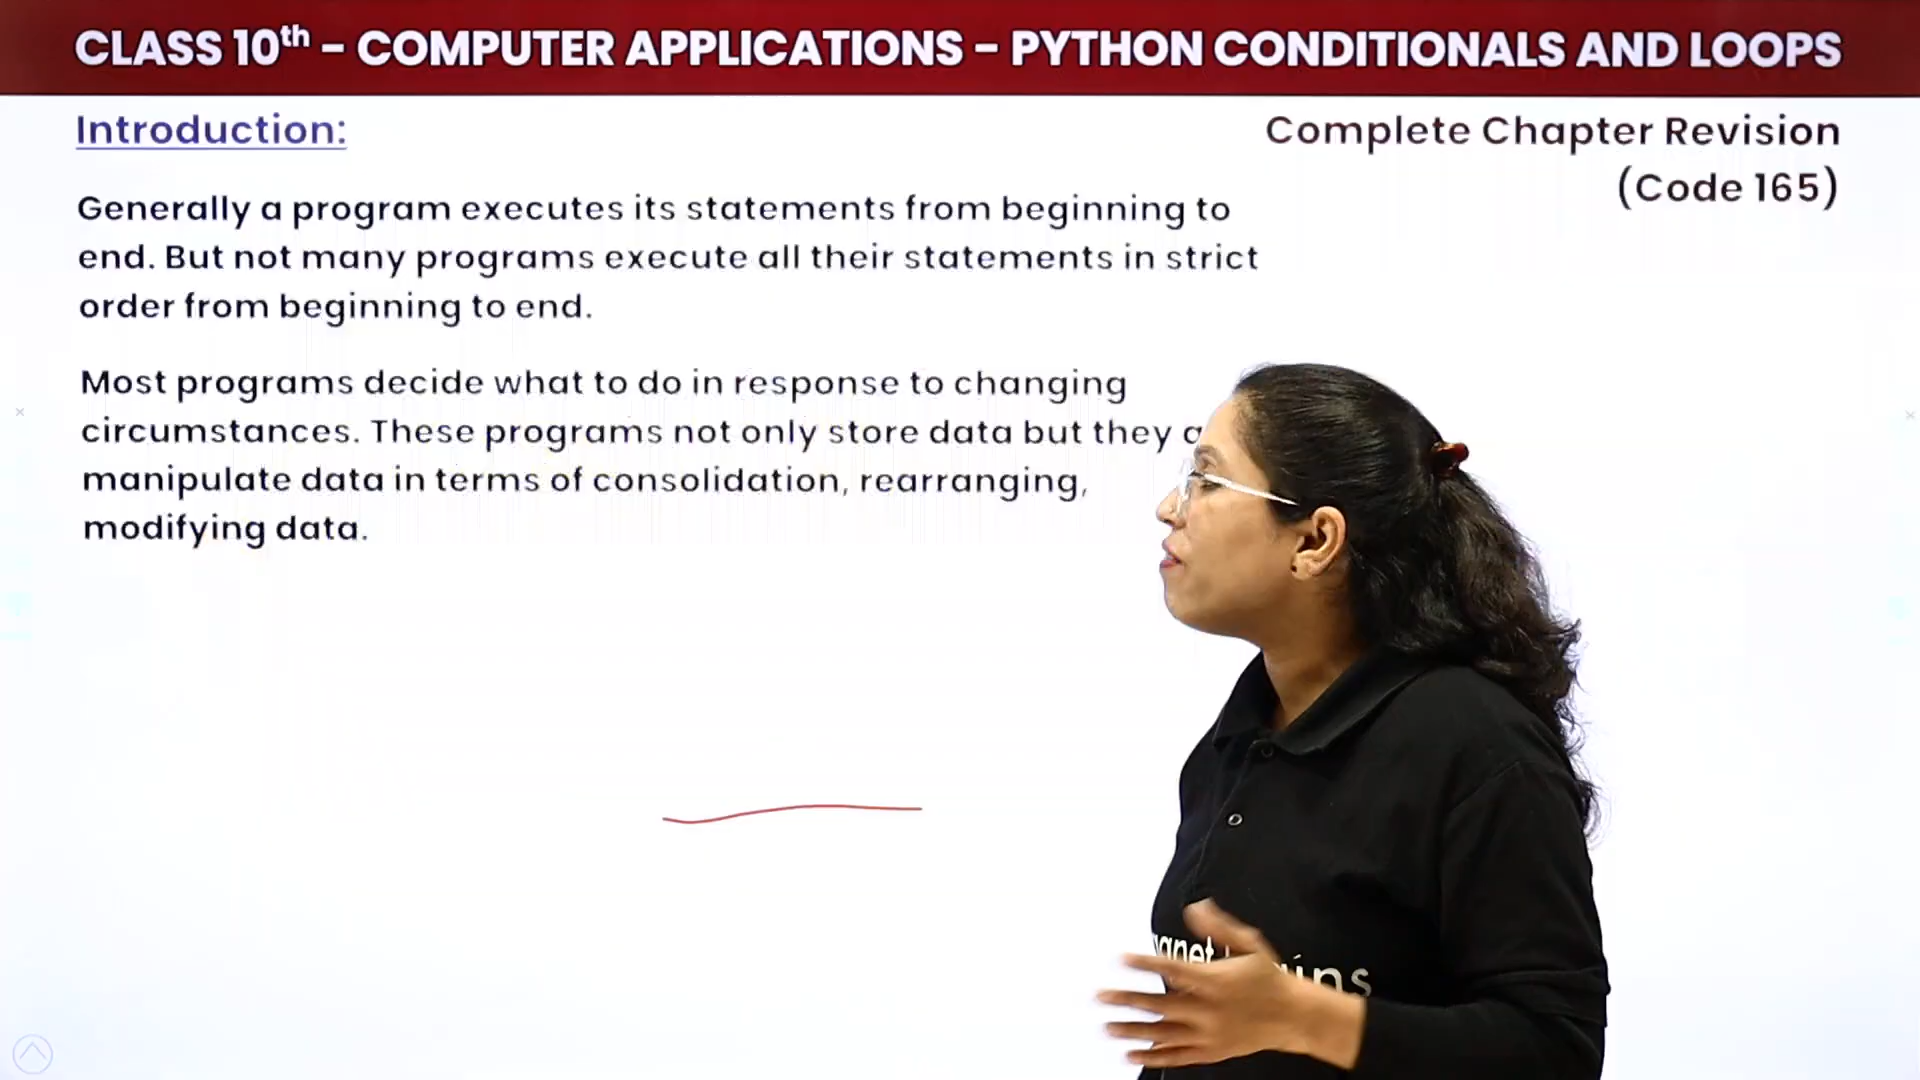 CLASS 10th – COMPUTER APPLICATIONS – PYTHON CONDITIONALS AND LOOPS
Introduction:
Complete Chapter Revision
(Code 165)
Generally a program executes its statements from beginning to
end. But not many programs execute all their statements in strict
order from beginning to end.
Most programs decide what to do in response to changing
circumstances. These programs not only store data but they
manipulate data in terms of consolidation, rearranging,
modifying data.